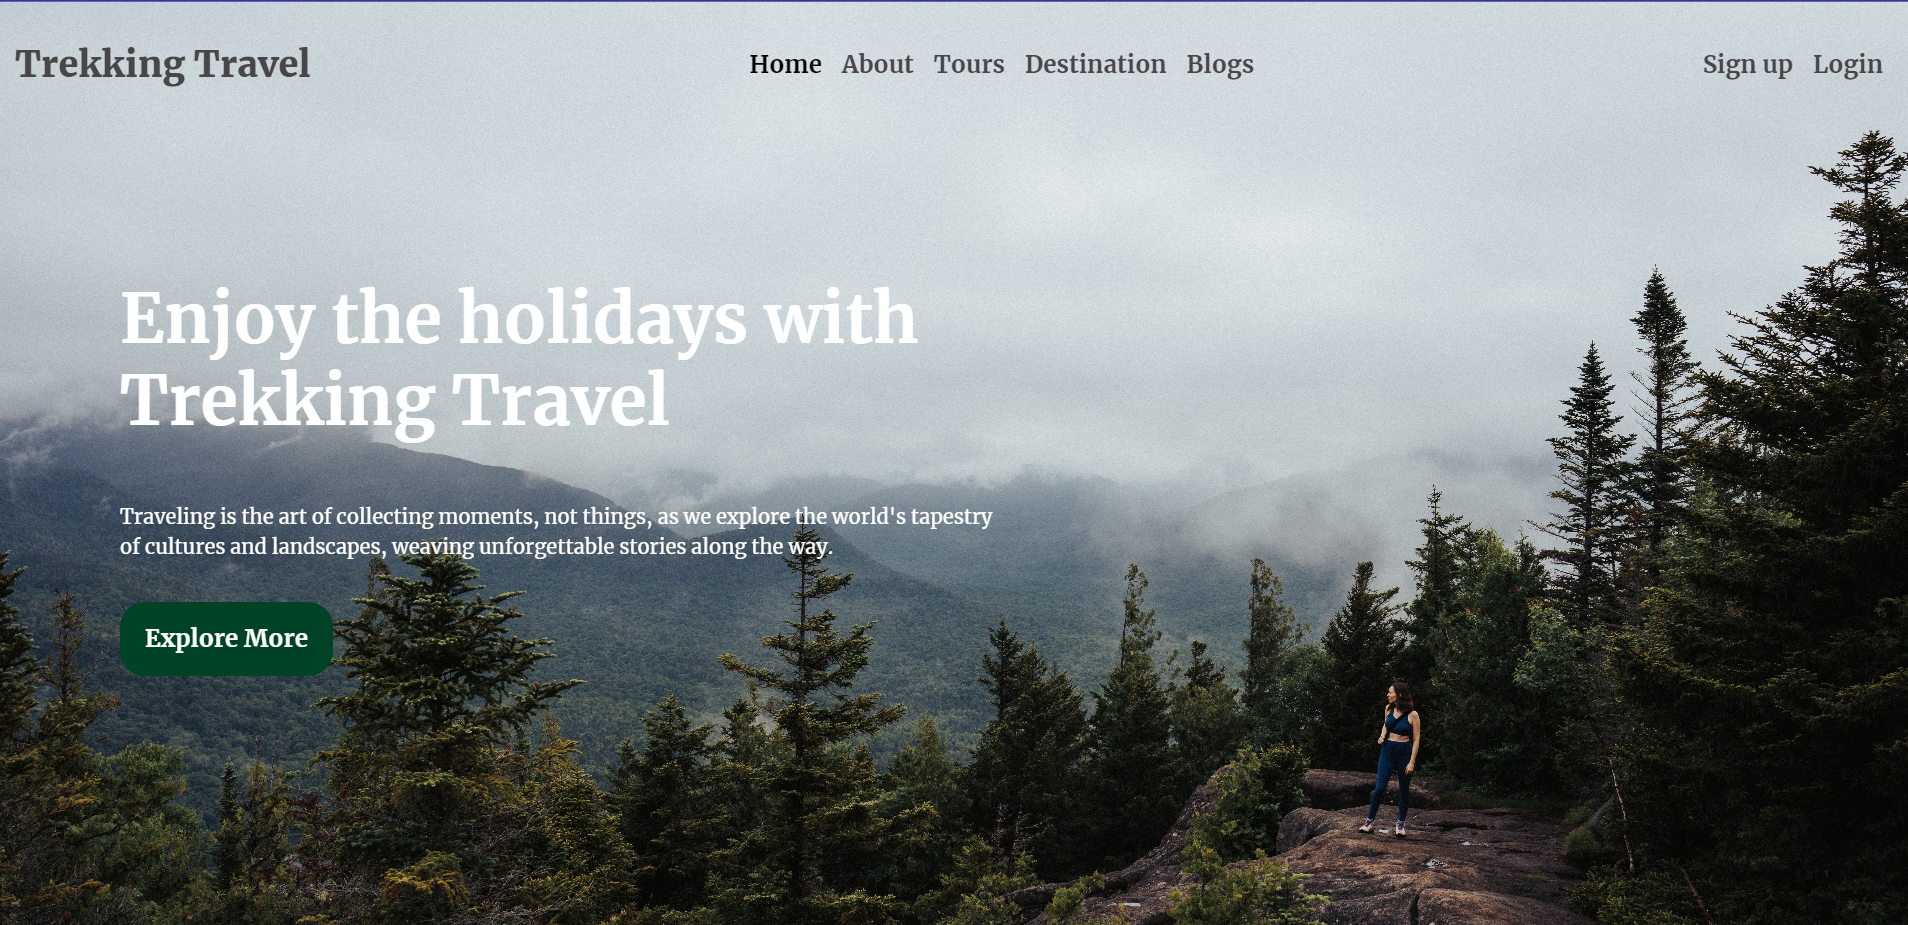 Trekking Travel
Home About Tours Destination Blogs
Sign up Login
Enjoy the holidays with
Trekking Travel
Traveling is the art of collecting moments, not things, as we explore the world's tapestry
of cultures and landscapes, weaving unforgettable stories along the way.
Explore More